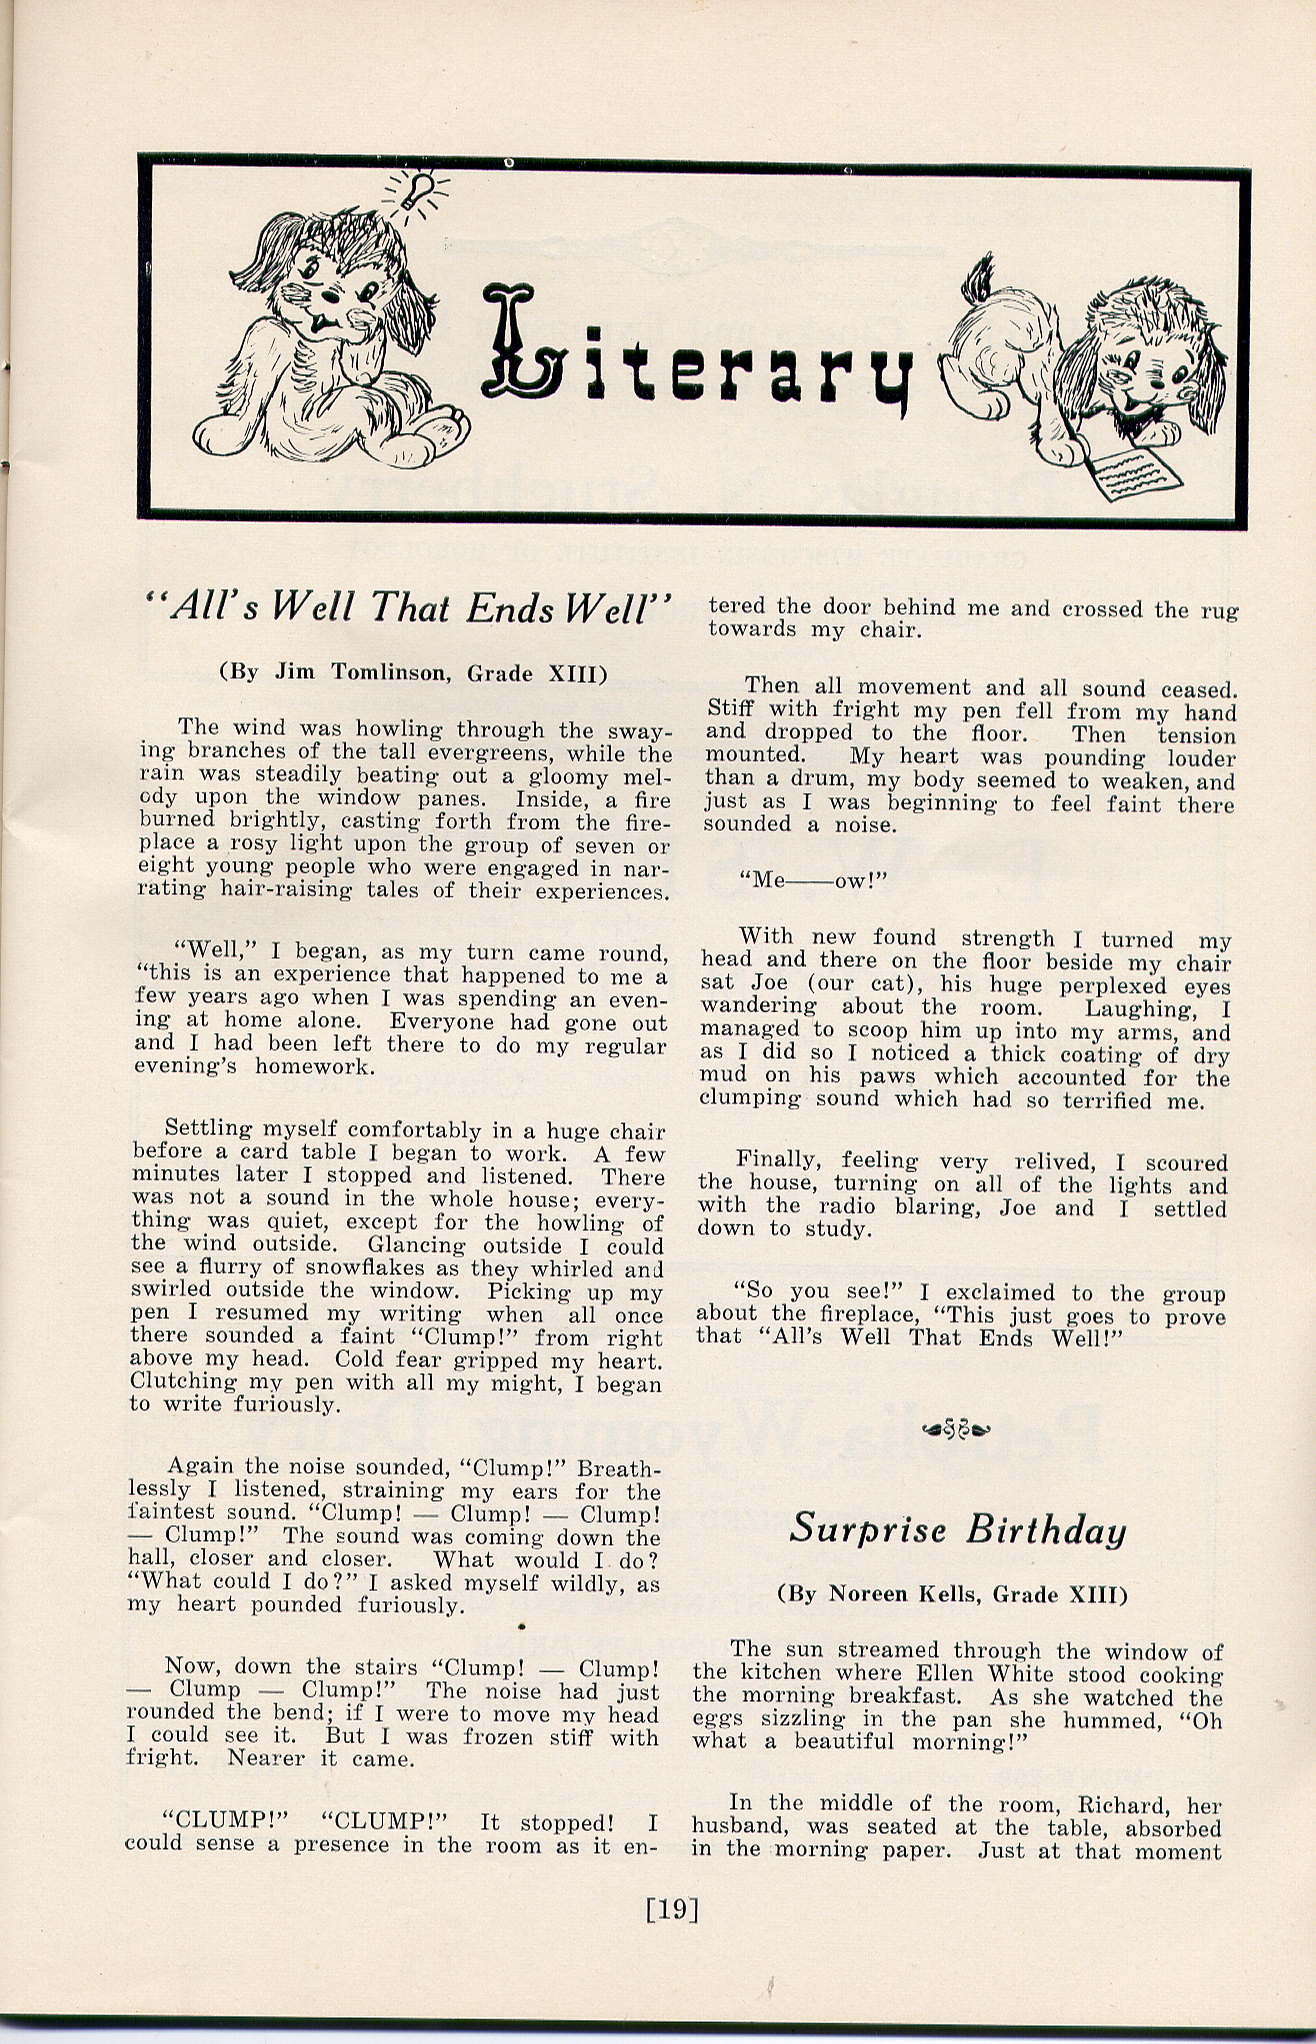 Literary
"All's Well That Ends Well"
(By Jim Tomlinson, Grade XIII)
The wind was howling through the sway-
ing branches of the tall evergreens, while the
rain was steadily beating out a gloomy mel-
ody upon the window panes. Inside, a fire
burned brightly, casting forth from the fire-
place a rosy light upon the group of seven or
eight young people who were engaged in nar-
rating hair-raising tales of their experiences.
"Well," I began, as my turn came round,
"this is an experience that happened to me a
few years ago when I was spending an even-
ing at home alone. Everyone had gone out
and I had been left there to do my regular
evening's homework.
Settling myself comfortably in a huge chair
before a card table I began to work. A few
minutes later I stopped and listened. There
was not a sound in the whole house; every-
thing was quiet, except for the howling of
the wind outside. Glancing outside I could
see a flurry of snowflakes as they whirled and
swirled outside the window. Picking up my
pen I resumed my writing when all once
there sounded a faint "Clump!" from right
above my head. Cold fear gripped my heart.
Clutching my pen with all my might, I began
to write furiously.
Again the noise sounded, "Clump!" Breath-
lessly I listened, straining my ears for the
faintest sound. "Clump! — Clump! — Clump!
— Clump!" The sound was coming down the
hall, closer and closer. What would I do?
"What could I do?" I asked myself wildly, as
my heart pounded furiously.
Now, down the stairs "Clump! — Clump!
— Clump — Clump!" The noise had just
rounded the bend; if I were to move my head
I could see it. But I was frozen stiff with
fright. Nearer it came.
"CLUMP!" "CLUMP!" It stopped! I
could sense a presence in the room as it en-
tered the door behind me and crossed the rug
towards my chair.
Then all movement and all sound ceased.
Stiff with fright my pen fell from my hand
and dropped to the floor. Then tension
mounted. My heart was pounding louder
than a drum, my body seemed to weaken, and
just as I was beginning to feel faint there
sounded a noise.
"Me——ow!"
With new found strength I turned my
head and there on the floor beside my chair
sat Joe (our cat), his huge perplexed eyes
wandering about the room. Laughing, I
managed to scoop him up into my arms, and
as I did so I noticed a thick coating of dry
mud on his paws which accounted for the
clumping sound which had so terrified me.
Finally, feeling very relived, I scoured
the house, turning on all of the lights and
with the radio blaring, Joe and I settled
down to study.
"So you see!" I exclaimed to the group
about the fireplace, "This just goes to prove
that "All's Well That Ends Well!"
Surprise Birthday
(By Noreen Kells, Grade XIII)
The sun streamed through the window of
the kitchen where Ellen White stood cooking
the morning breakfast. As she watched the
eggs sizzling in the pan she hummed, "Oh
what a beautiful morning!"
In the middle of the room, Richard, her
husband, was seated at the table, absorbed
in the morning paper. Just at that moment
[19]